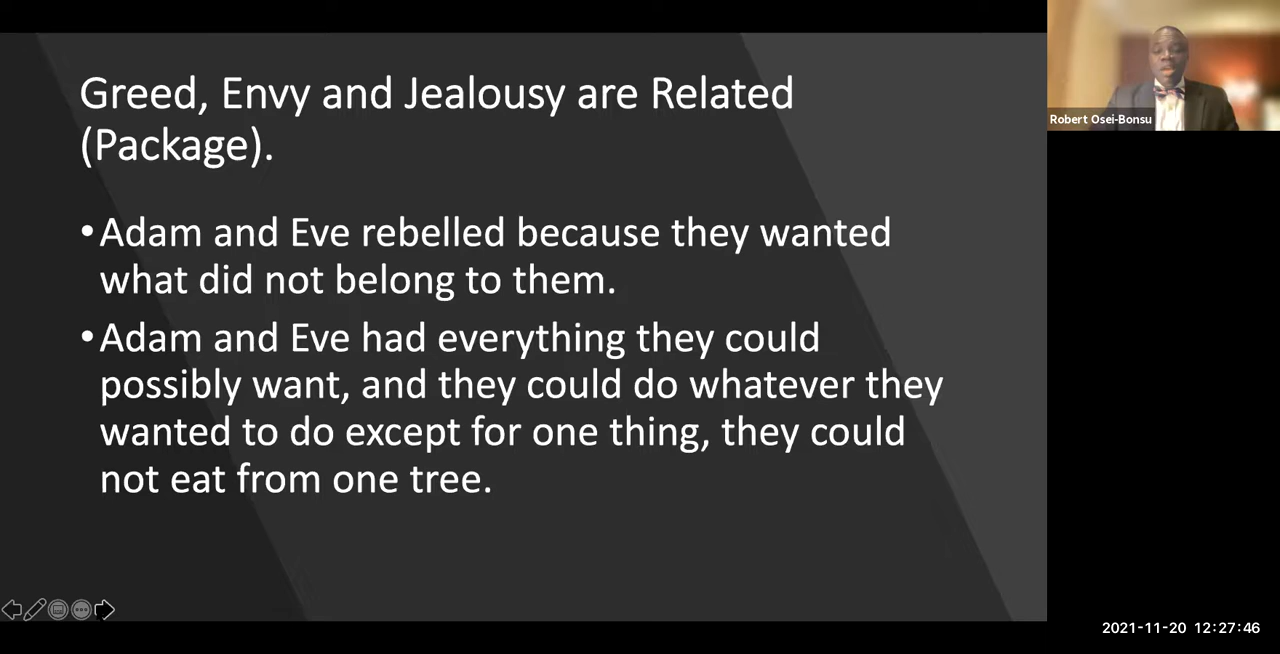 Greed, Envy and Jealousy are Related
(Package).
•Adam and Eve rebelled because they wanted
what did not belong to them.
•Adam and Eve had everything they could
possibly want, and they could do whatever they
wanted to do except for one thing, they could
not eat from one tree.
Robert Osei-Bonsu
2021-11-20 12:27:46